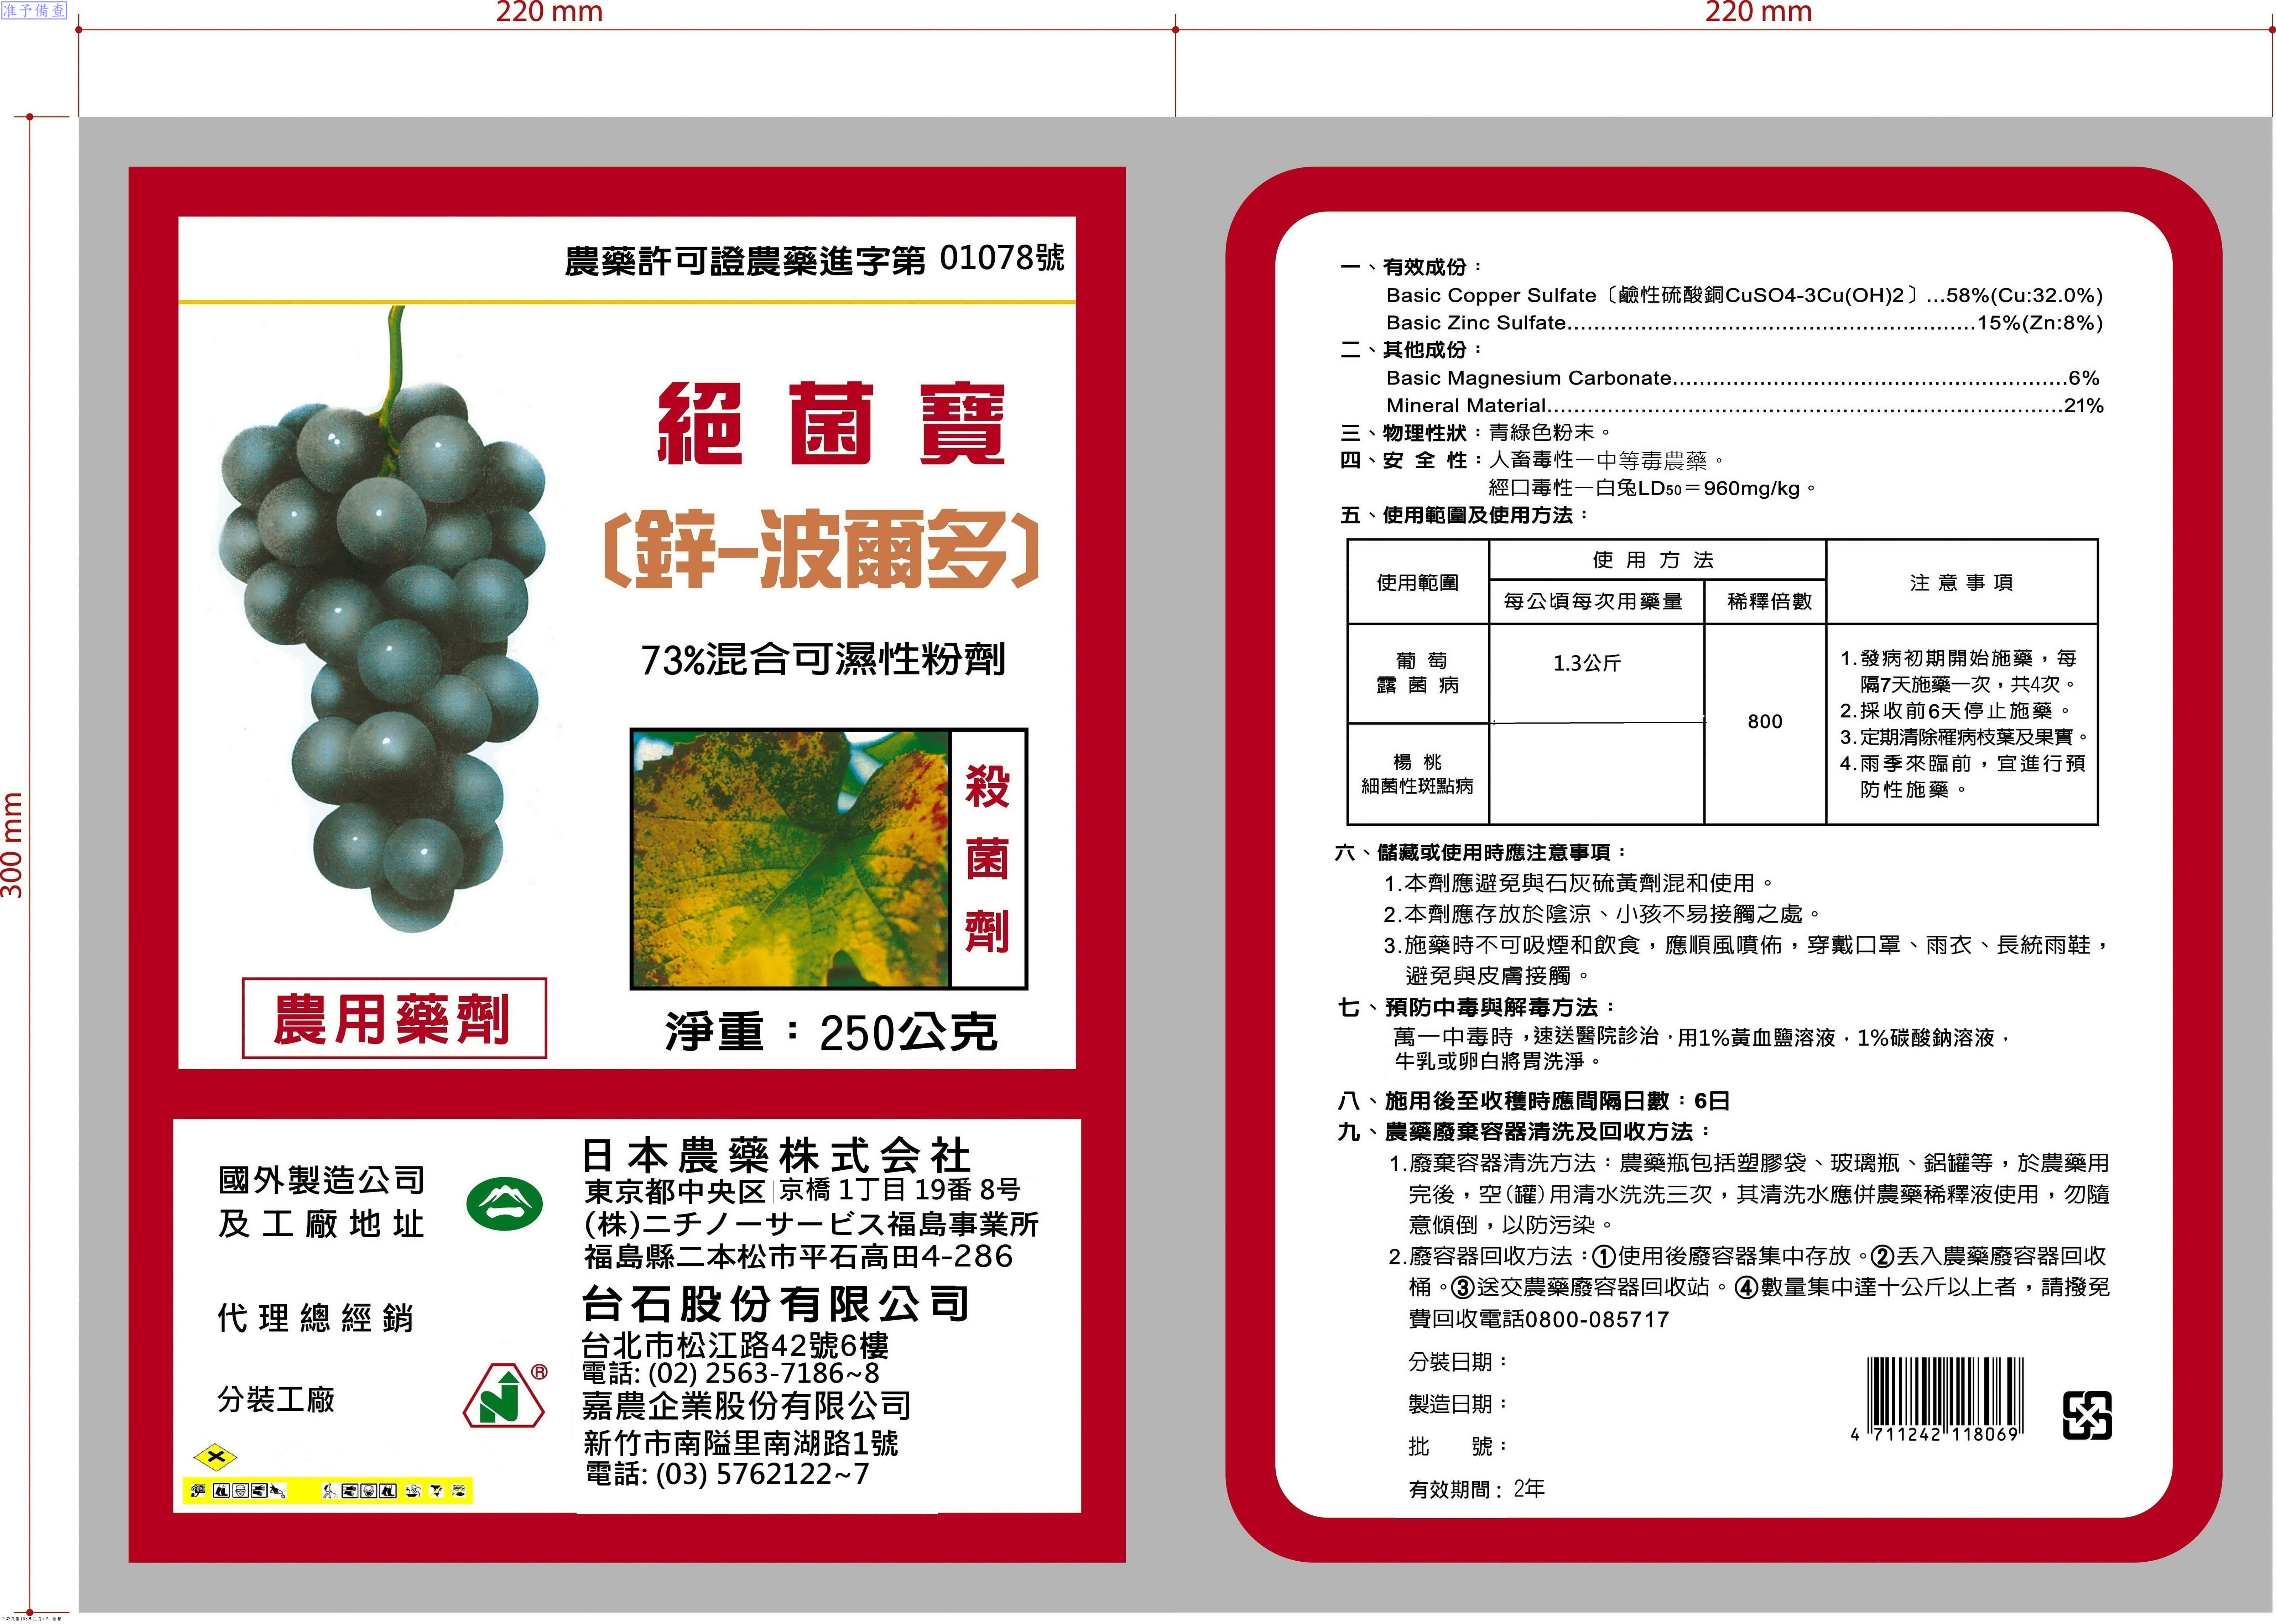 准予備查
220 mm
220 mm
300 mm
農藥許可證農藥進字第 01078號
絕菌寶
〔鋅-波爾多〕
73%混合可濕性粉劑
殺菌劑
農用藥劑
淨重：250公克
國外製造公司
及工廠地址
日本農藥株式会社
東京都中央区 京橋 1丁目 19番 8号
(株)ニチノーサービス福島事業所
福島縣二本松市平石高田4-286
代理總經銷
台石股份有限公司
台北市松江路42號6樓
電話: (02) 2563-7186~8
分裝工廠
®
嘉農企業股份有限公司
新竹市南隘里南湖路1號
電話: (03) 5762122~7
一、有效成份：
Basic Copper Sulfate〔鹼性硫酸銅CuSO4-3Cu(OH)2〕...58%(Cu:32.0%)
Basic Zinc Sulfate............................................................15%(Zn:8%)
二、其他成份：
Basic Magnesium Carbonate..........................................................6%
Mineral Material............................................................................21%
三、物理性狀：青綠色粉末。
四、安全性：人畜毒性—中等毒農藥。
經口毒性—白兔LD50＝960mg/kg。
五、使用範圍及使用方法：
使用範圍
使用方法
注意事項
每公頃每次用藥量
稀釋倍數
葡萄
露菌病
1.3公斤
800
楊桃
細菌性斑點病
1.發病初期開始施藥，每
隔7天施藥一次，共4次。
2.採收前6天停止施藥。
3.定期清除罹病枝葉及果實。
4.雨季來臨前，宜進行預
防性施藥。
六、儲藏或使用時應注意事項：
1.本劑應避免與石灰硫黃劑混和使用。
2.本劑應存放於陰涼、小孩不易接觸之處。
3.施藥時不可吸煙和飲食，應順風噴佈，穿戴口罩、雨衣、長統雨鞋，
避免與皮膚接觸。
七、預防中毒與解毒方法：
萬一中毒時，速送醫院診治，用1%黃血鹽溶液，1%碳酸鈉溶液，
牛乳或卵白將胃洗淨。
八、施用後至收穫時應間隔日數：6日
九、農藥廢棄容器清洗及回收方法：
1.廢棄容器清洗方法：農藥瓶包括塑膠袋、玻璃瓶、鋁罐等，於農藥用
完後，空(罐)用清水洗洗三次，其清洗水應併農藥稀釋液使用，勿隨
意傾倒，以防污染。
2.廢容器回收方法：①使用後廢容器集中存放。②丟入農藥廢容器回收
桶。③送交農藥廢容器回收站。④數量集中達十公斤以上者，請撥免
費回收電話0800-085717
分裝日期：
製造日期：
批　號：
有效期間：2年
4 711242 118069